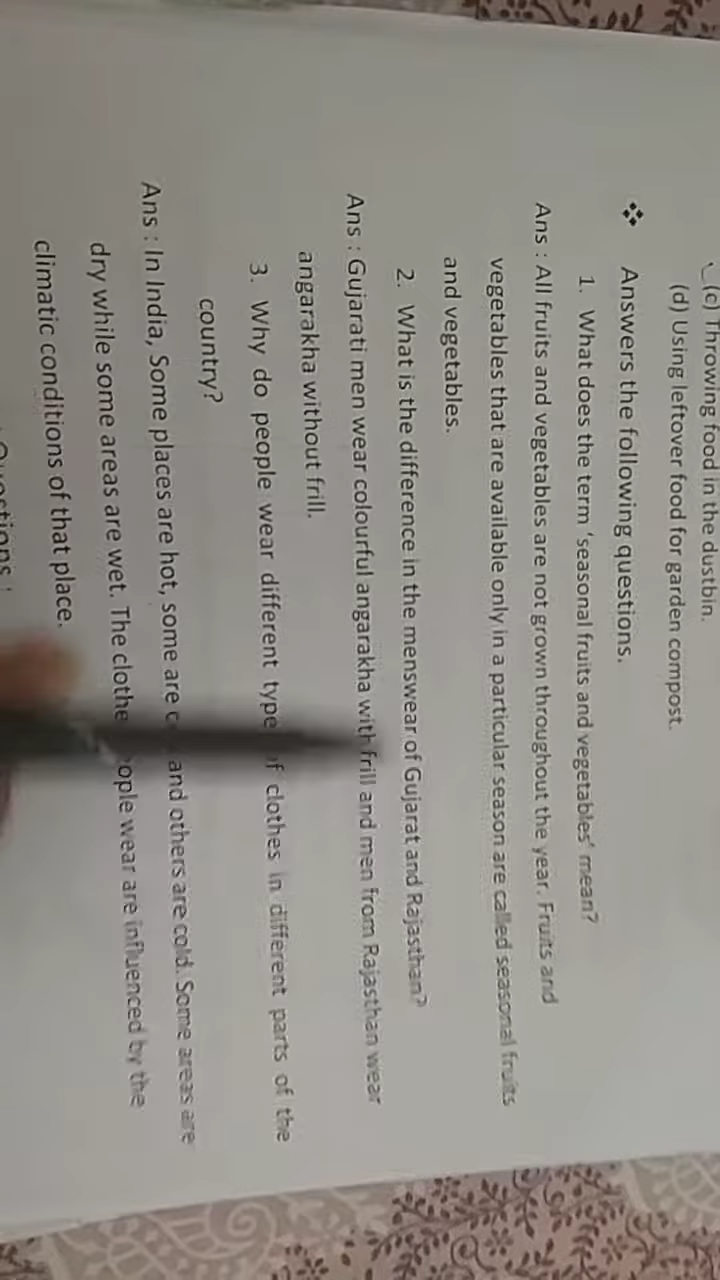 (c) Throwing food in the dustbin.
(d) Using leftover food for garden compost.
❖ Answers the following questions.
1. What does the term 'seasonal fruits and vegetables' mean?
Ans : All fruits and vegetables are not grown throughout the year. Fruits and
vegetables that are available only in a particular season are called seasonal fruits
and vegetables.
2. What is the difference in the menswear of Gujarat and Rajasthan?
Ans : Gujarati men wear colourful angarakha with frill and men from Rajasthan wear
angarakha without frill.
3. Why do people wear different type of clothes in different parts of the
country?
Ans : In India, Some places are hot, some are and others are cold. Some areas are
dry while some areas are wet. The clothe people wear are influenced by the
climatic conditions of that place.
Questions :